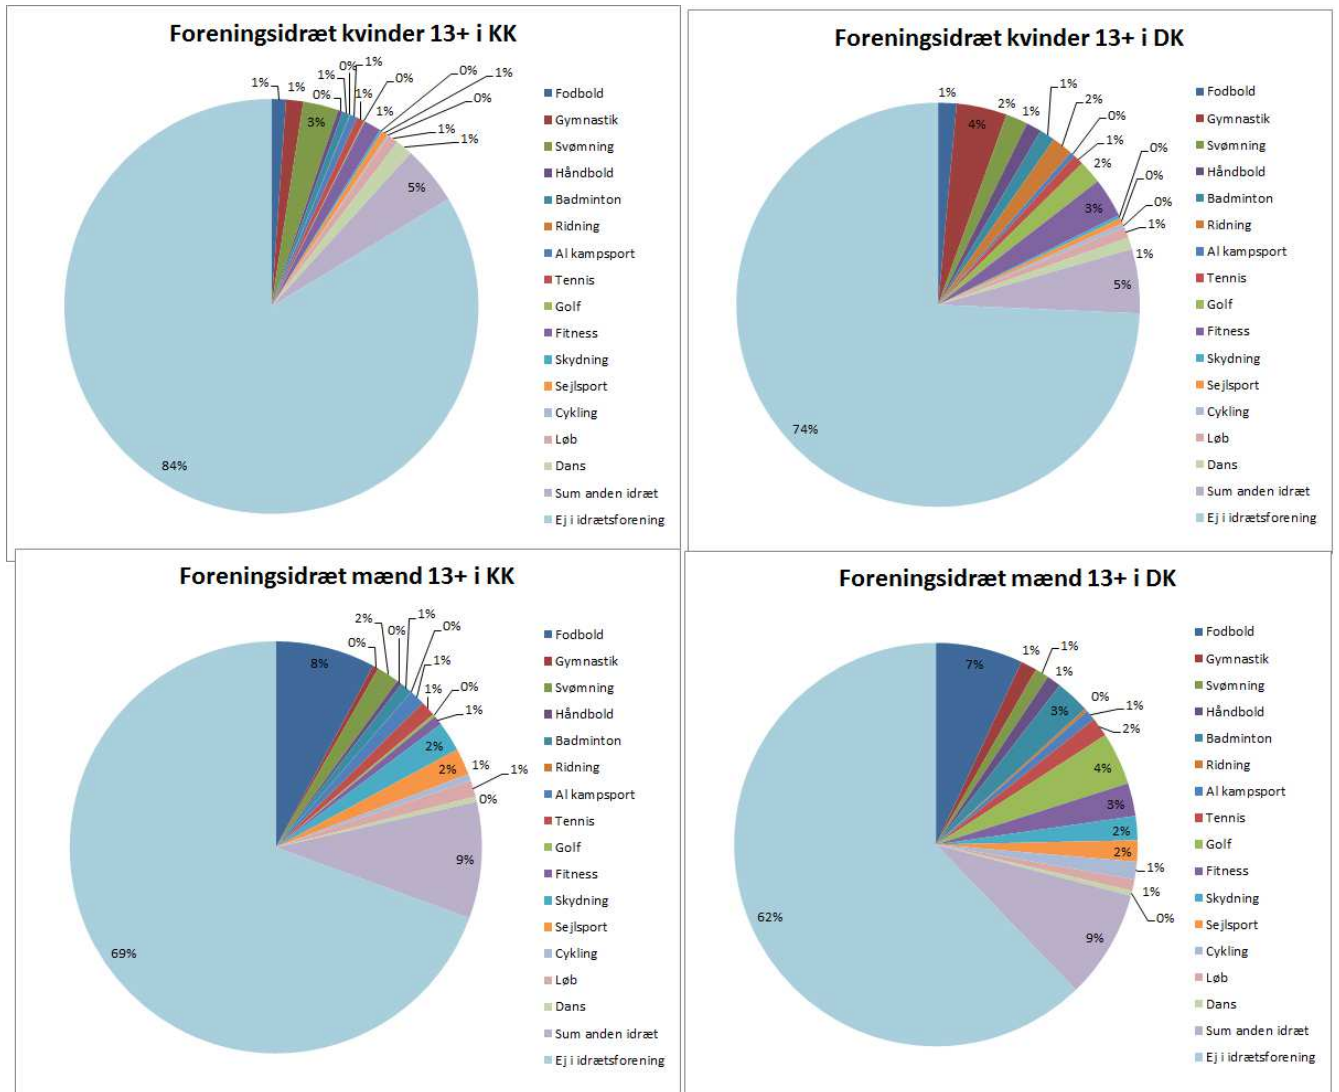 Foreningsidræt kvinder 13+ i KK
1%
1%
3%
0%
1%
0%
1%
1%
0%
1%
0%
1%
0%
1%
1%
5%
84%
Fodbold
Gymnastik
Svømning
Håndbold
Badminton
Ridning
Al kampsport
Tennis
Golf
Fitness
Skydning
Sejlsport
Cykling
Løb
Dans
Sum anden idræt
Ej i idrætsforening
Foreningsidræt kvinder 13+ i DK
1%
4%
2%
1%
1%
2%
0%
1%
2%
3%
0%
0%
0%
1%
1%
5%
74%
Fodbold
Gymnastik
Svømning
Håndbold
Badminton
Ridning
Al kampsport
Tennis
Golf
Fitness
Skydning
Sejlsport
Cykling
Løb
Dans
Sum anden idræt
Ej i idrætsforening
Foreningsidræt mænd 13+ i KK
8%
0%
2%
0%
1%
0%
1%
1%
0%
1%
2%
2%
1%
1%
0%
9%
69%
Fodbold
Gymnastik
Svømning
Håndbold
Badminton
Ridning
Al kampsport
Tennis
Golf
Fitness
Skydning
Sejlsport
Cykling
Løb
Dans
Sum anden idræt
Ej i idrætsforening
Foreningsidræt mænd 13+ i DK
7%
1%
1%
1%
3%
0%
1%
2%
4%
3%
2%
2%
1%
1%
0%
9%
62%
Fodbold
Gymnastik
Svømning
Håndbold
Badminton
Ridning
Al kampsport
Tennis
Golf
Fitness
Skydning
Sejlsport
Cykling
Løb
Dans
Sum anden idræt
Ej i idrætsforening